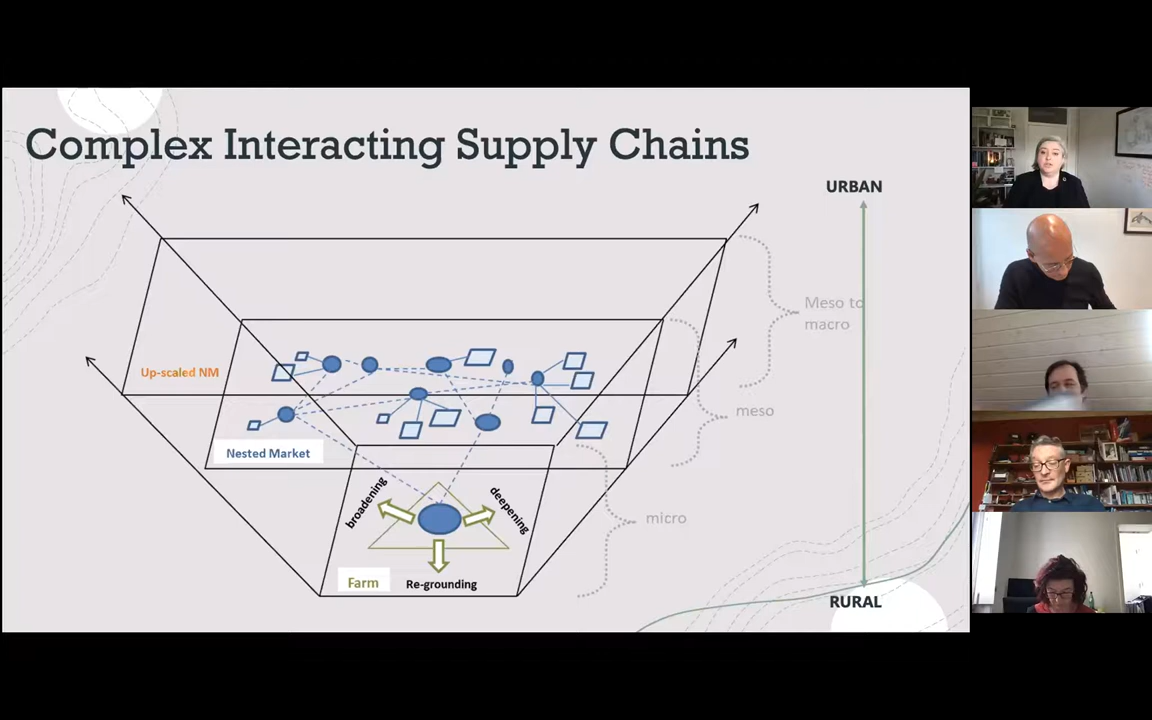 Complex Interacting Supply Chains
URBAN
Meso to
macro
Up-scaled NM
meso
Nested Market
broadening
deepening
micro
Farm
Re-grounding
RURAL